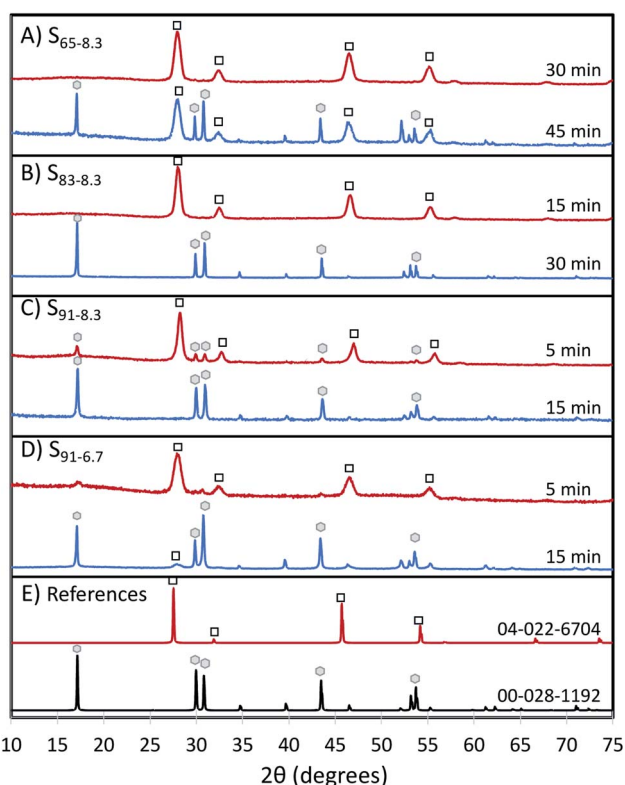 A) S65-8.3
30 min
45 min
B) S83-8.3
15 min
30 min
C) S91-8.3
5 min
15 min
D) S91-6.7
5 min
15 min
E) References
04-022-6704
00-028-1192
10 15 20 25 30 35 40 45 50 55 60 65 70 75
2θ (degrees)